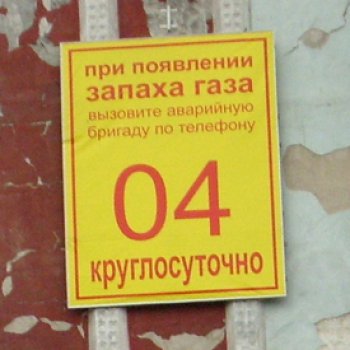 при появлении
запаха газа
вызовите аварийную
бригаду по телефону
04
круглосуточно